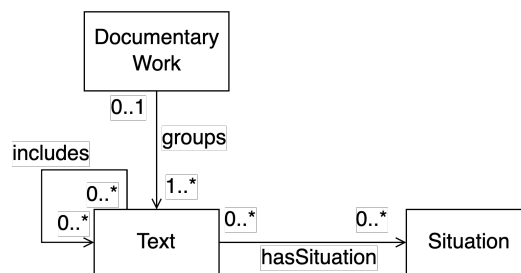 Documentary
Work
0..1
groups
includes
0..*
1..*
0..*
0..*
0..*
Text
hasSituation
Situation